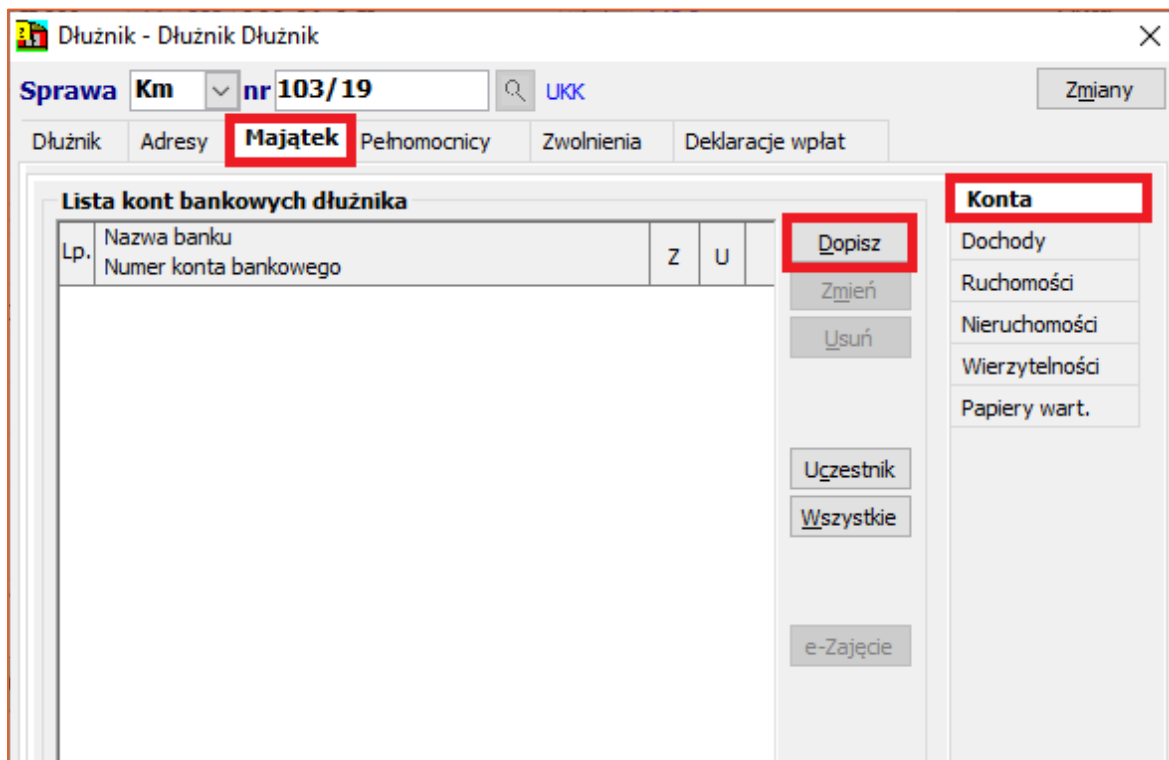 Dłużnik - Dłużnik Dłużnik
Sprawa Km nr 103/19 UKK Zmiany
Dłużnik Adresy Majątek Pełnomocnicy Zwolnienia Deklaracje wpłat
Lista kont bankowych dłużnika
Lp. Nazwa banku Z U
Numer konta bankowego
Dopisz
Zmień
Usuń
Uczestnik
Wszystkie
e-Zajęcie
Konta
Dochody
Ruchomości
Nieruchomości
Wierzytelności
Papiery wart.